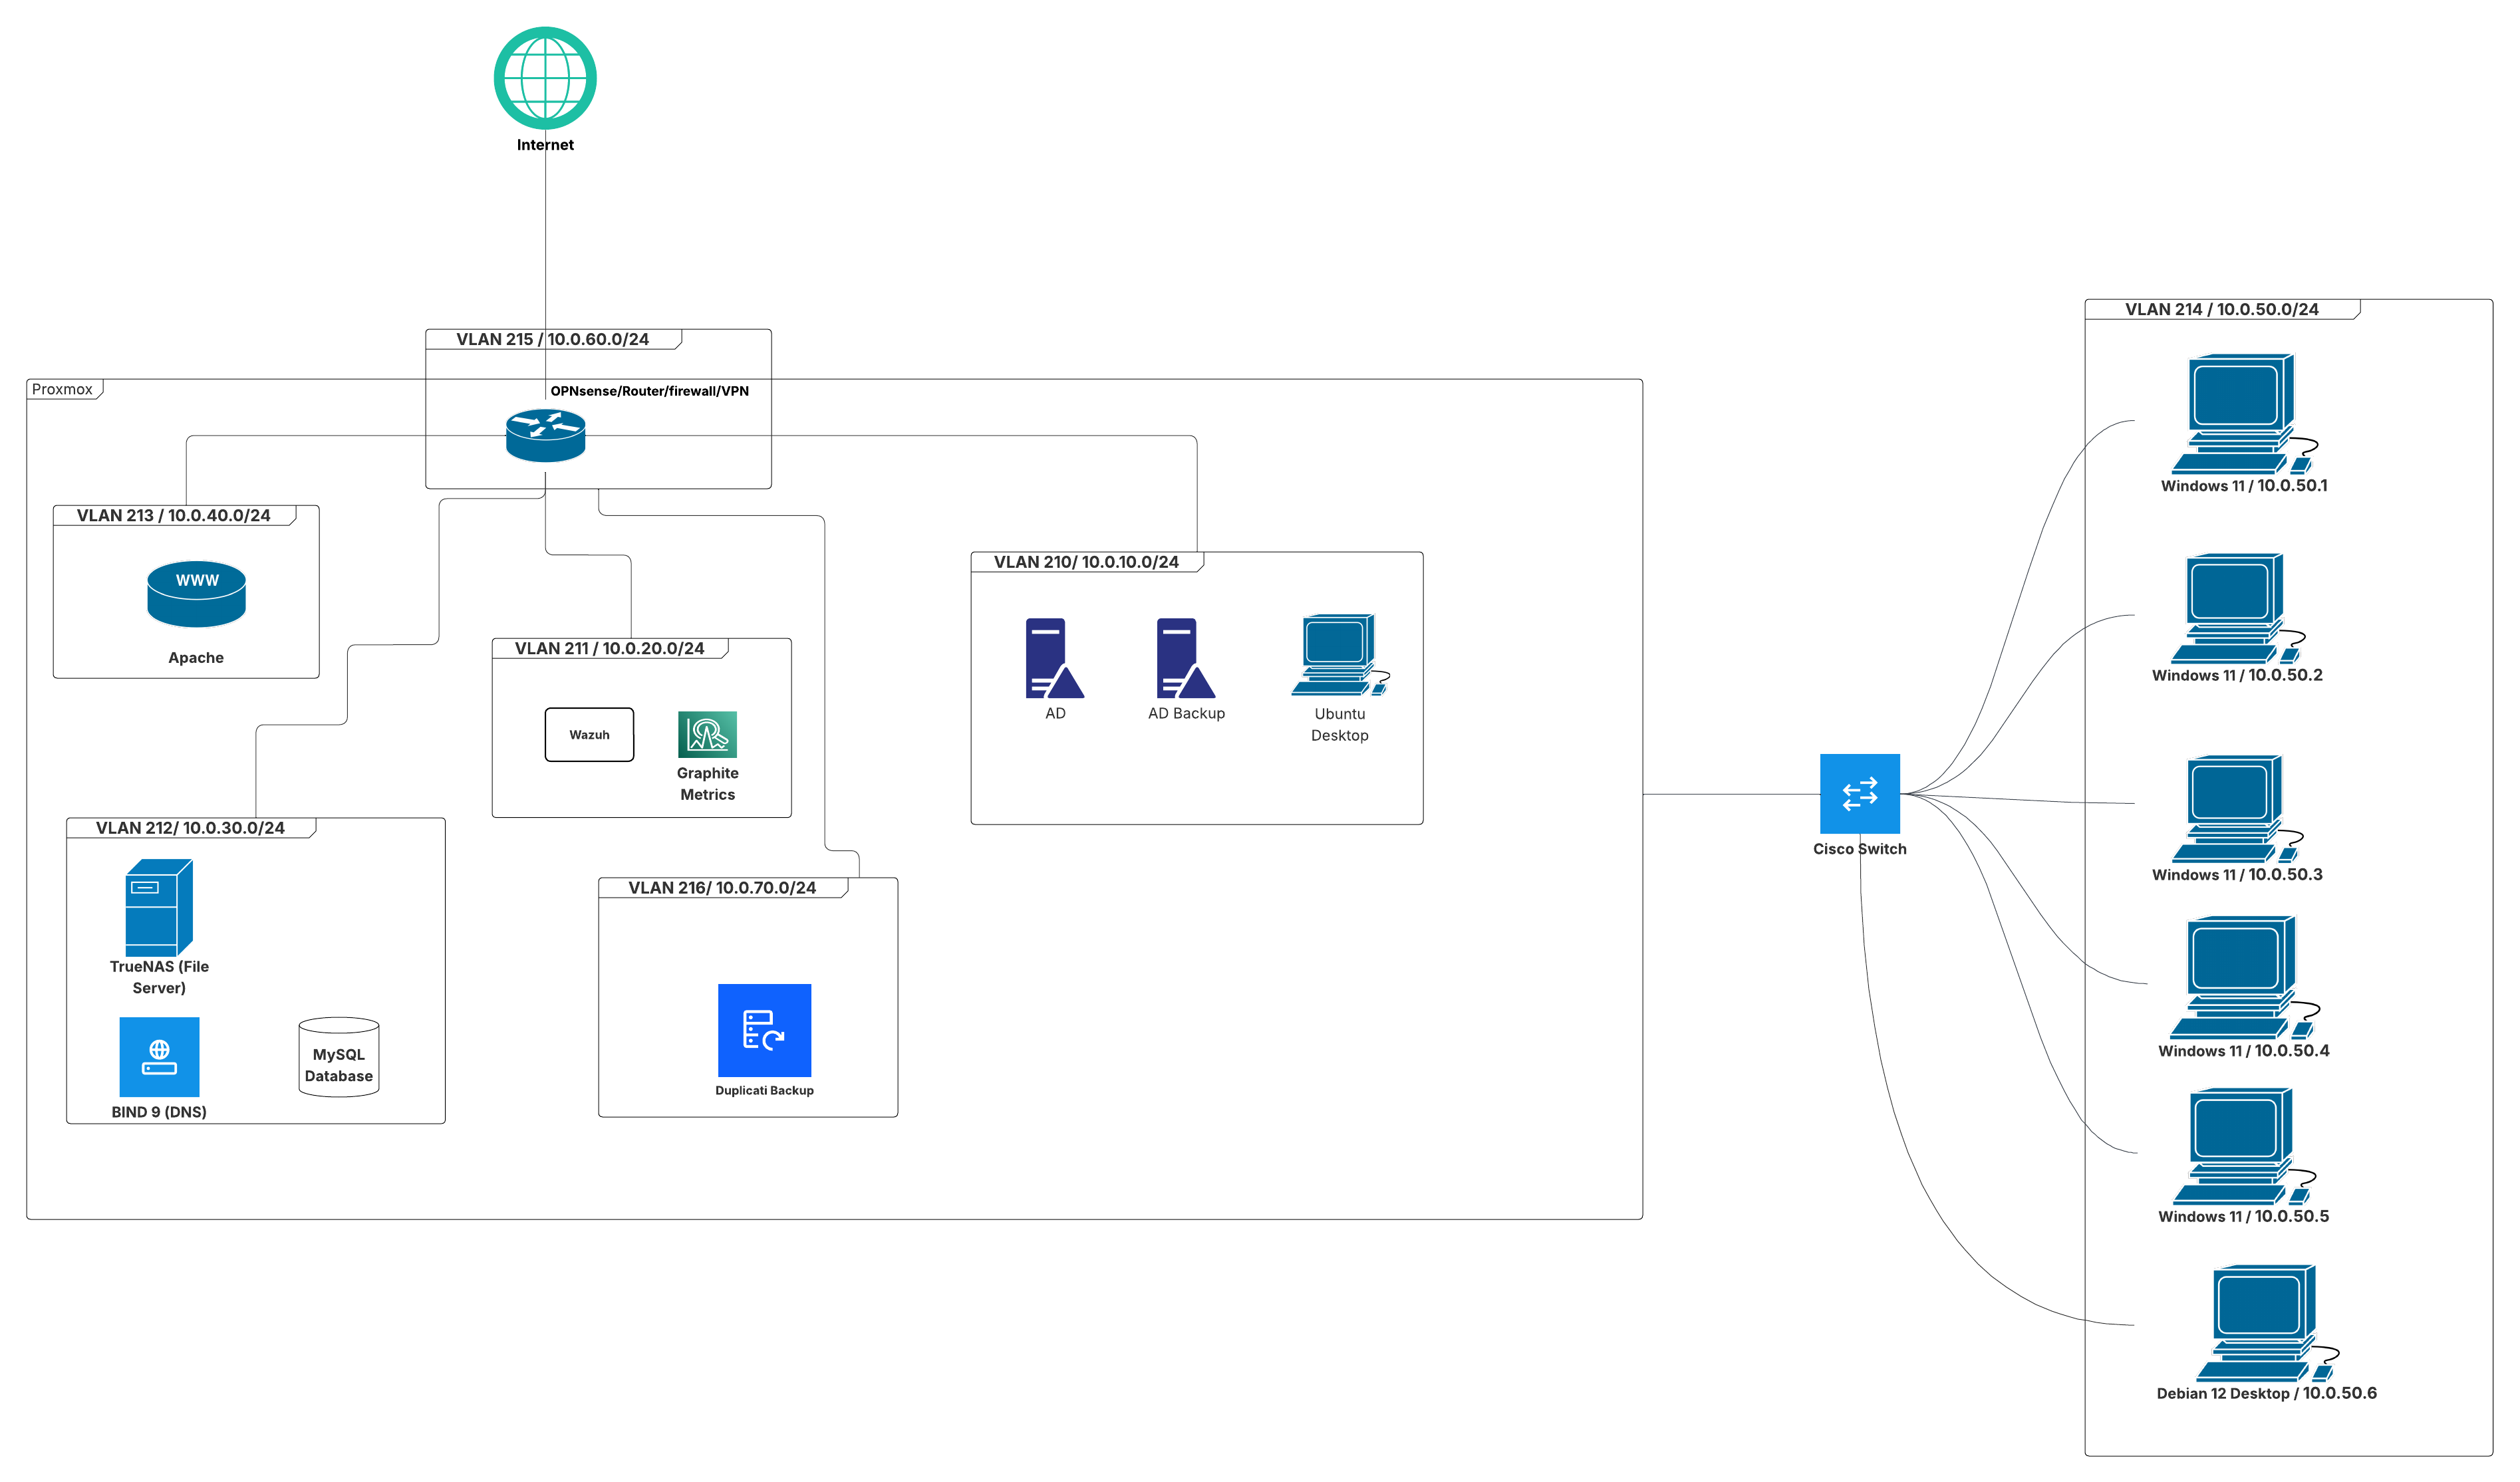 Internet
VLAN 215 / 10.0.60.0/24
Proxmox
OPNsense/Router/firewall/VPN
VLAN 213 / 10.0.40.0/24
WWW
Apache
VLAN 211 / 10.0.20.0/24
Wazuh
Graphite
Metrics
VLAN 210/ 10.0.10.0/24
AD
AD Backup
Ubuntu
Desktop
VLAN 212/ 10.0.30.0/24
TrueNAS (File
Server)
BIND 9 (DNS)
MySQL
Database
VLAN 216/ 10.0.70.0/24
Duplicati Backup
Cisco Switch
VLAN 214 / 10.0.50.0/24
Windows 11 / 10.0.50.1
Windows 11 / 10.0.50.2
Windows 11 / 10.0.50.3
Windows 11 / 10.0.50.4
Windows 11 / 10.0.50.5
Debian 12 Desktop / 10.0.50.6